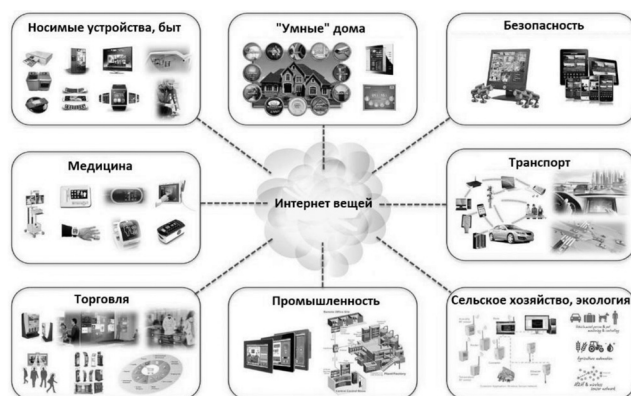 Носимые устройства, быт
"Умные" дома
Безопасность
Медицина
Интернет вещей
Транспорт
Торговля
Промышленность
Сельское хозяйство, экология